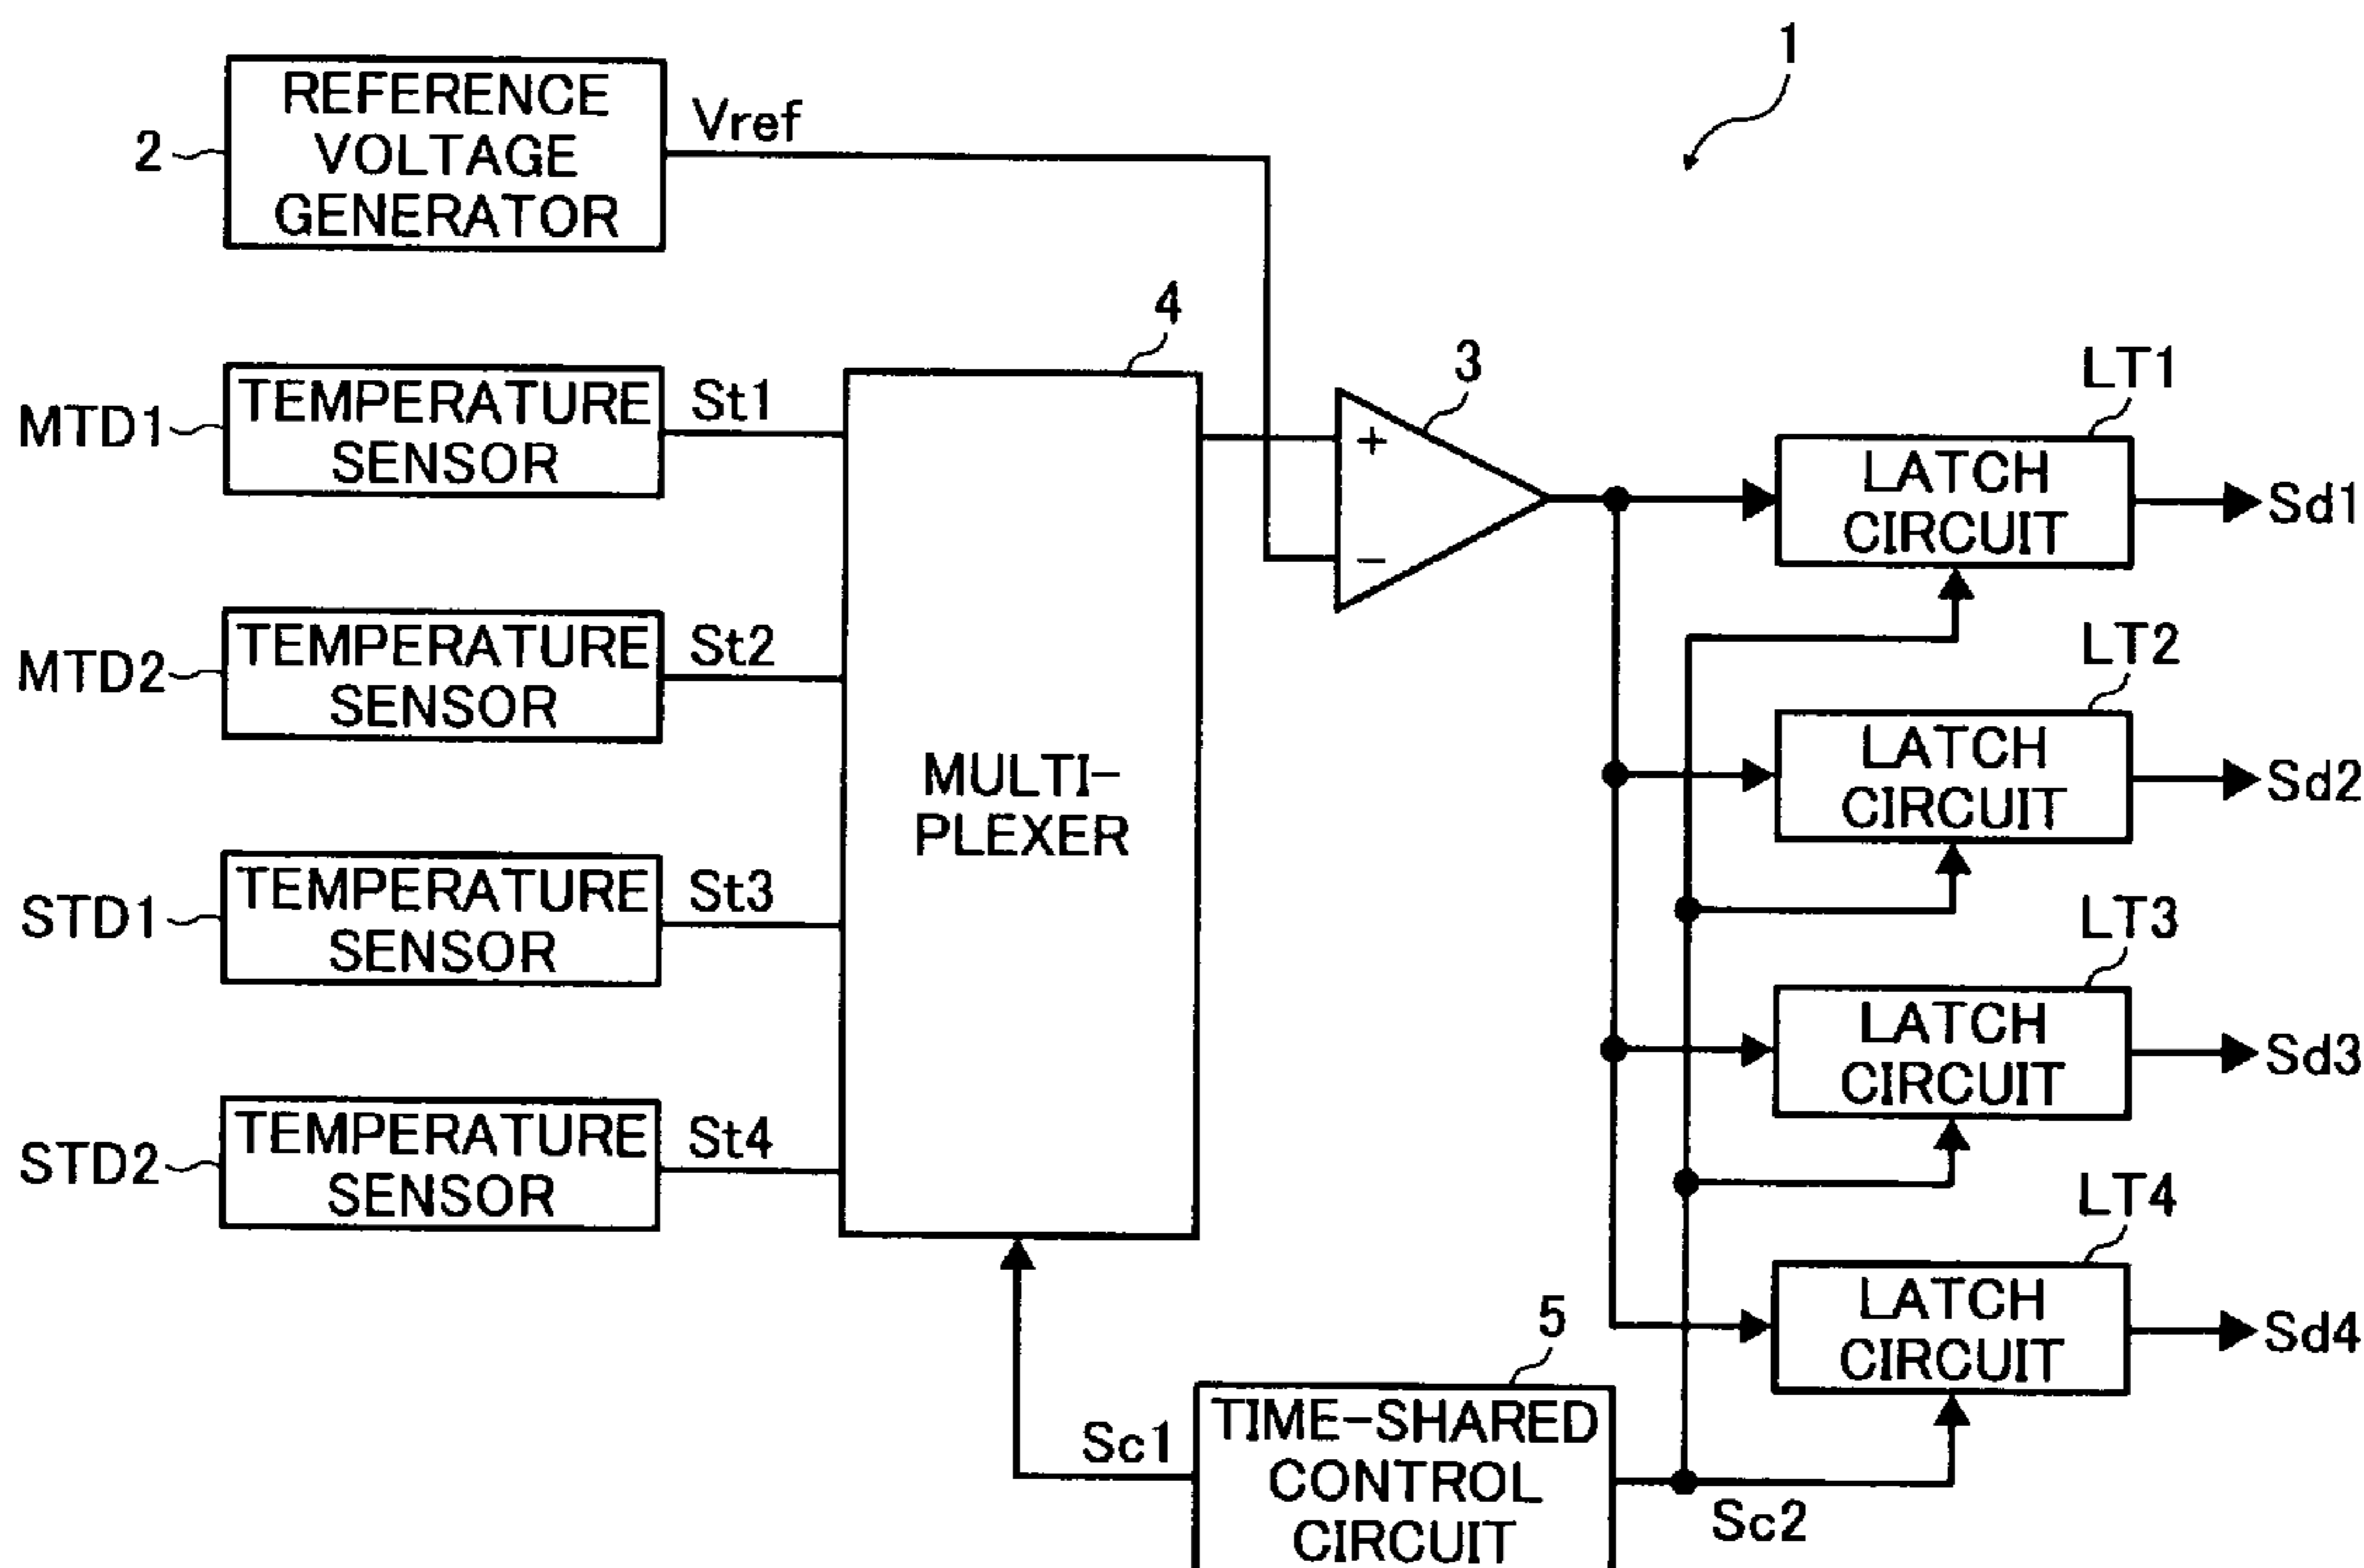 1
REFERENCE
VOLTAGE
GENERATOR
2
Vref
4
3
MTD1
TEMPERATURE
SENSOR
St1
MTD2
TEMPERATURE
SENSOR
St2
STD1
TEMPERATURE
SENSOR
St3
STD2
TEMPERATURE
SENSOR
St4
MULTI-
PLEXER
+
−
LT1
LATCH
CIRCUIT
Sd1
LT2
LATCH
CIRCUIT
Sd2
LT3
LATCH
CIRCUIT
Sd3
LT4
LATCH
CIRCUIT
Sd4
5
Sc1
TIME-SHARED
CONTROL
CIRCUIT
Sc2